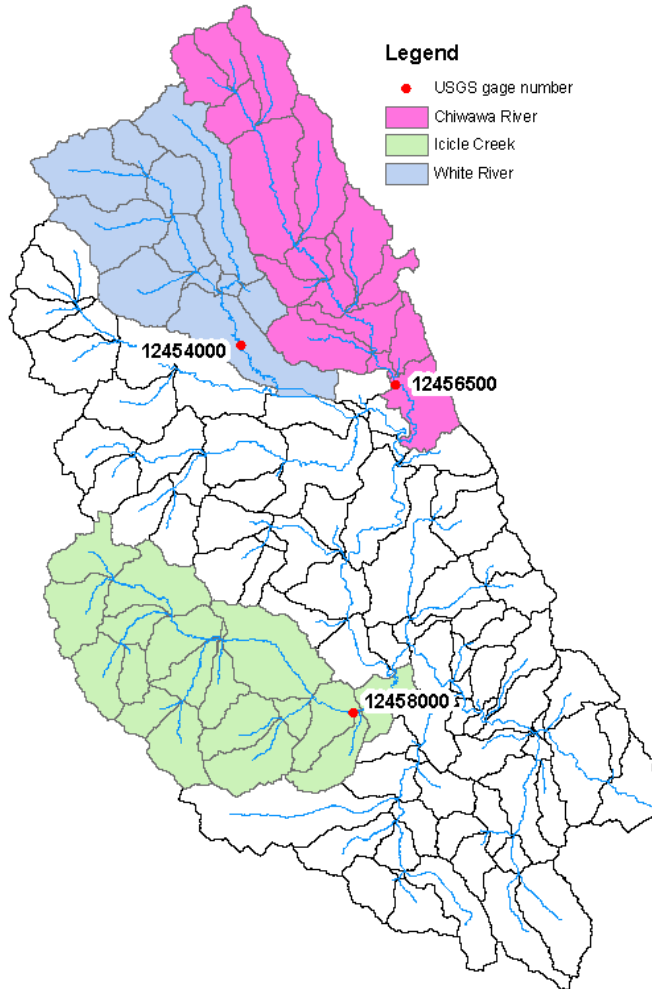 Legend
USGS gage number
Chiwawa River
Icicle Creek
White River
12454000
12456500
12458000